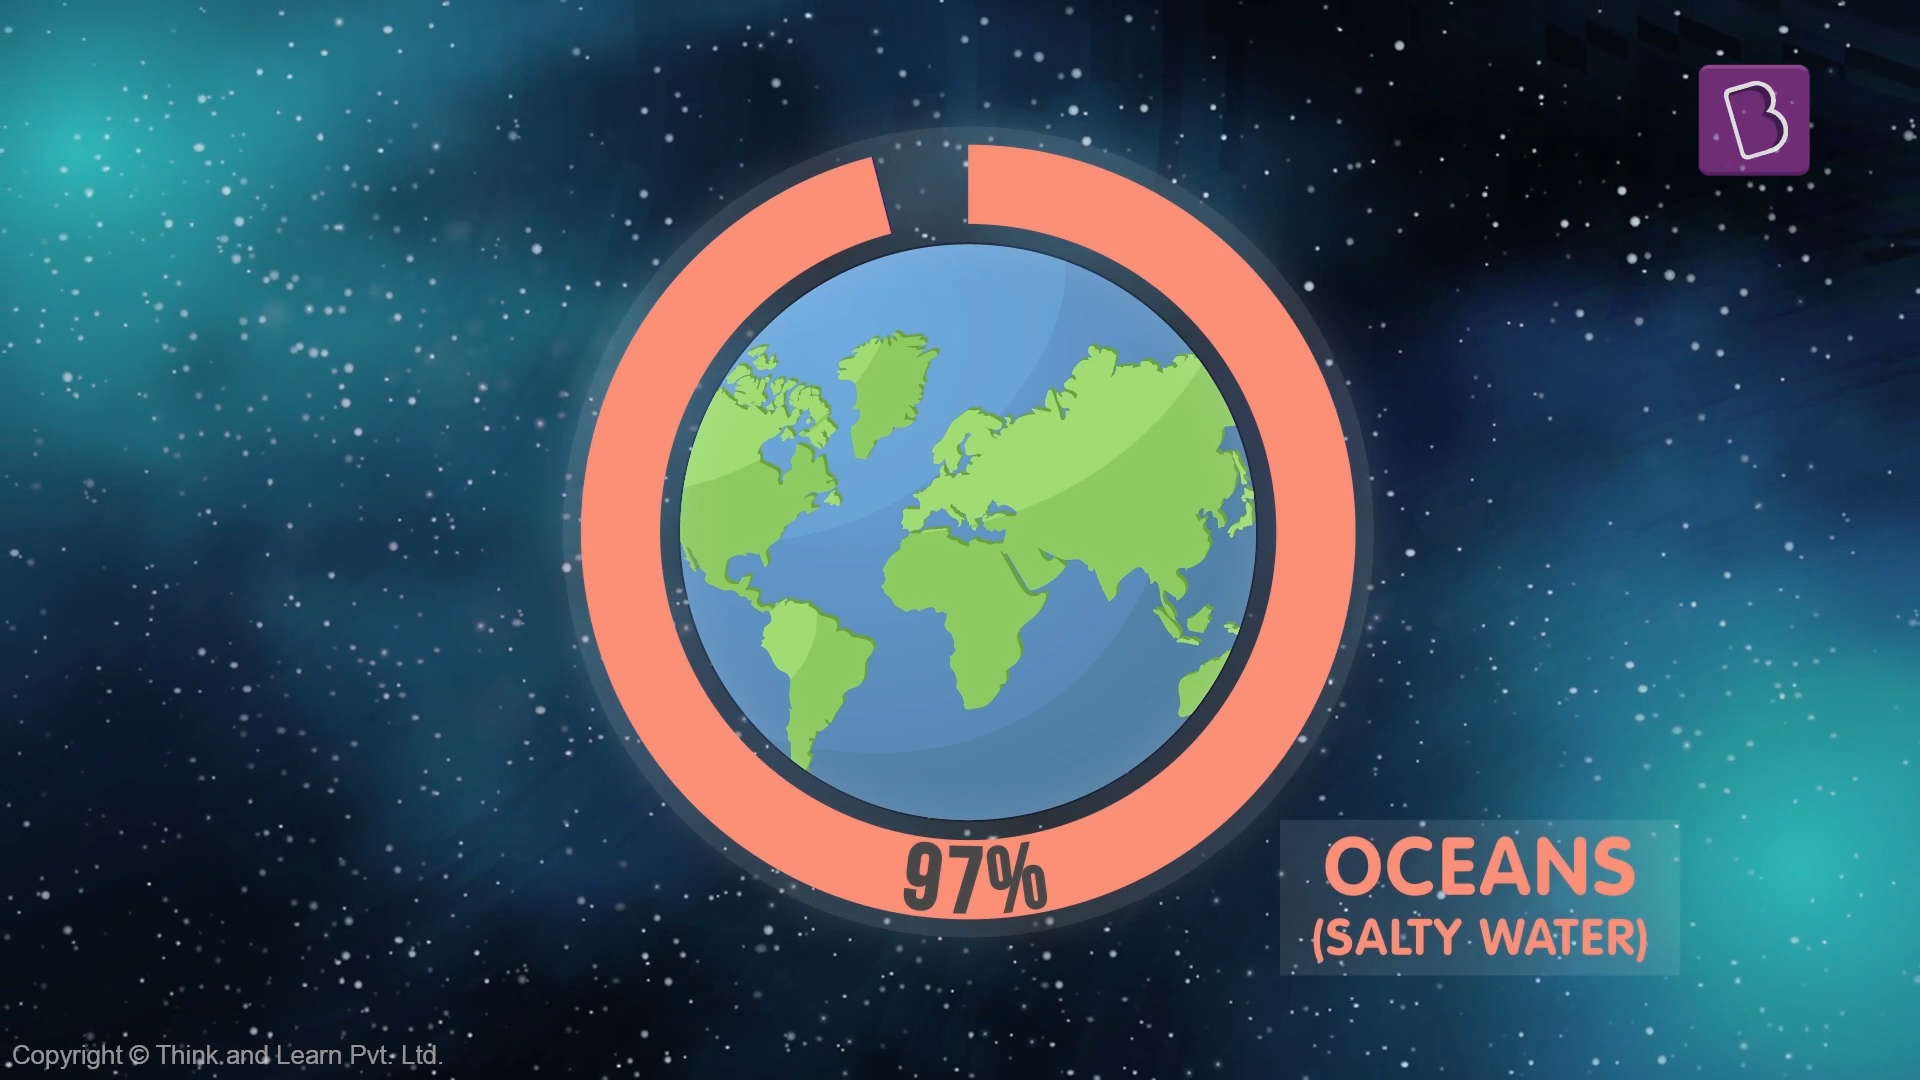 97%
OCEANS
(SALTY WATER)
Copyright © Think and Learn Pvt. Ltd.